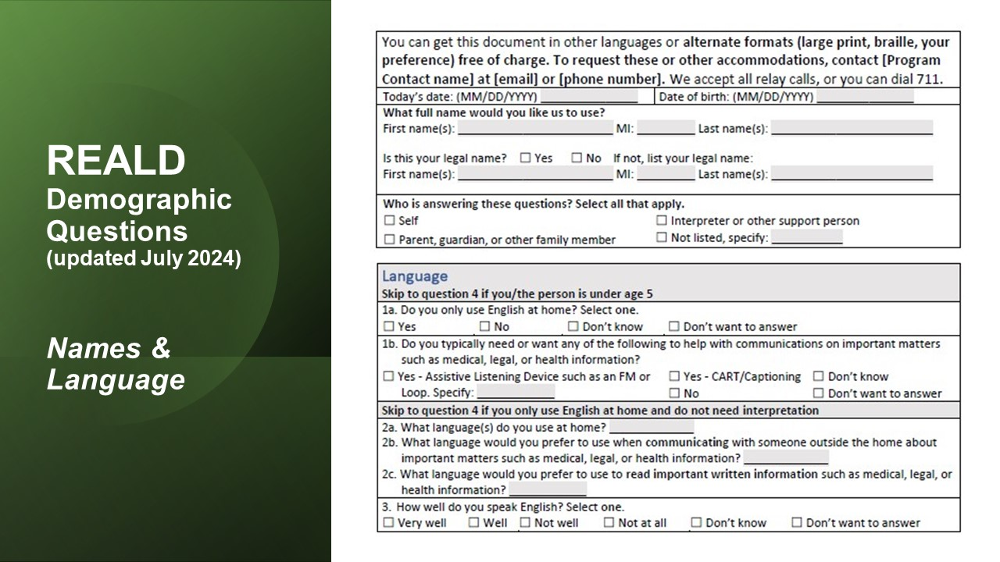 REALD
Demographic
Questions
(updated July 2024)
Names &
Language
You can get this document in other languages or alternate formats (large print, braille, your
preference) free of charge. To request these or other accommodations, contact [Program
Contact name] at [email] or [phone number]. We accept all relay calls, or you can dial 711.
Today's date: (MM/DD/YYYY) Date of birth: (MM/DD/YYYY)
What full name would you like us to use?
First name(s): MI: Last name(s):
Is this your legal name? ☐ Yes ☐ No If not, list your legal name:
First name(s): MI: Last name(s):
Who is answering these questions? Select all that apply.
☐ Self ☐ Interpreter or other support person
☐ Parent, guardian, or other family member ☐ Not listed, specify:
Language
Skip to question 4 if you/the person is under age 5
1a. Do you only use English at home? Select one.
☐ Yes ☐ No ☐ Don't know ☐ Don't want to answer
1b. Do you typically need or want any of the following to help with communications on important matters
such as medical, legal, or health information?
☐ Yes - Assistive Listening Device such as an FM or ☐ Yes - CART/Captioning ☐ Don't know
Loop. Specify: ☐ No ☐ Don't want to answer
Skip to question 4 if you only use English at home and do not need interpretation
2a. What language(s) do you use at home?
2b. What language would you prefer to use when communicating with someone outside the home about
important matters such as medical, legal, or health information?
2c. What language would you prefer to use to read important written information such as medical, legal, or
health information?
3. How well do you speak English? Select one.
☐ Very well ☐ Well ☐ Not well ☐ Not at all ☐ Don't know ☐ Don't want to answer